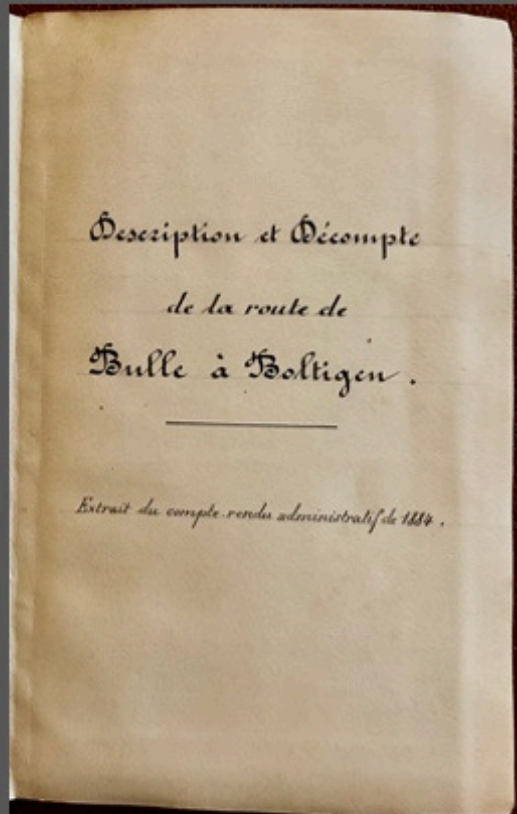 Description et Décompte
de la route de
Bulle à Boltigen.
Extrait du compte-rendu administratif de 1884.